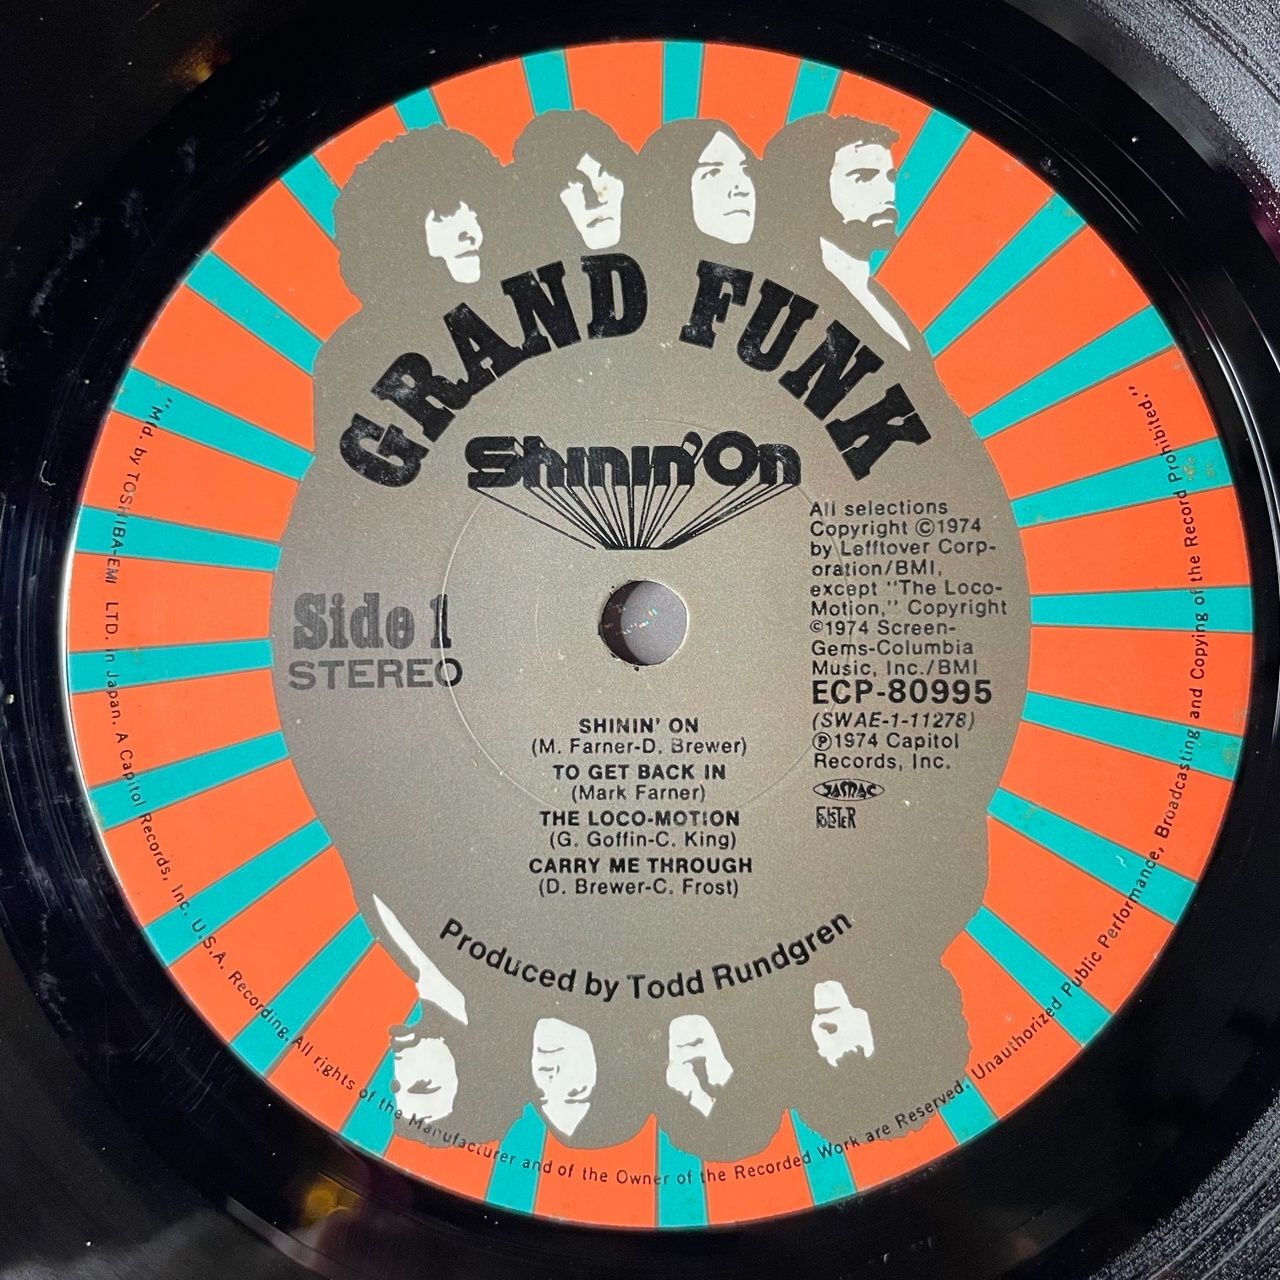 GRAND FUNK
Shinin' On
All selections
Copyright ©1974
by Lefftover Corp-
oration/BMI,
except "The Loco-
Motion," Copyright
©1974 Screen-
Gems-Columbia
Music, Inc./BMI
ECP-80995
(SWAE-1-11278)
℗1974 Capitol
Records, Inc.
JASRAC
Side 1
STEREO
SHININ' ON
(M. Farner-D. Brewer)
TO GET BACK IN
(Mark Farner)
THE LOCO-MOTION
(G. Goffin-C. King)
CARRY ME THROUGH
(D. Brewer-C. Frost)
Produced by Todd Rundgren
"Mfd. by TOSHIBA-EMI LTD. in Japan. A Capitol Records, Inc. U.S.A. Recording. All rights of the Manufacturer and of the Owner of the Recorded Work are Reserved. Unauthorized Public Performance, Broadcasting and Copying of the Record Prohibited."